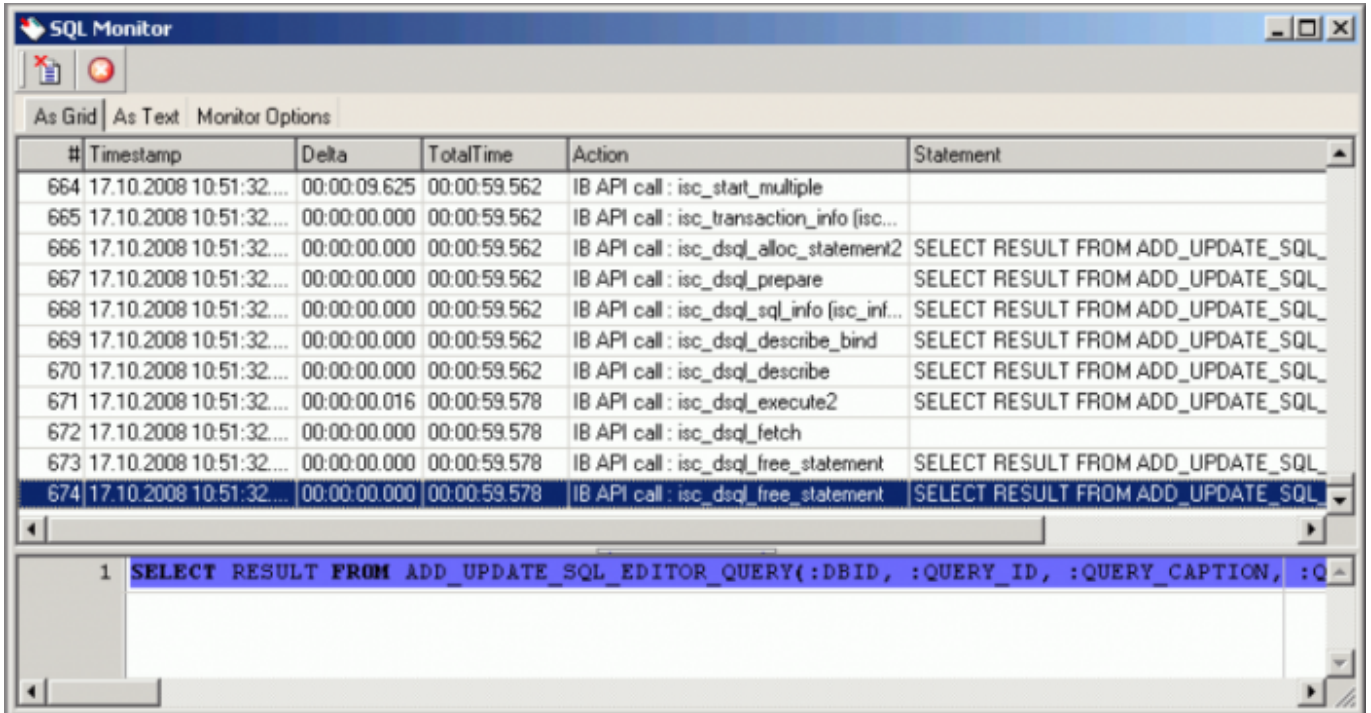 SQL Monitor
As Grid As Text Monitor Options
# Timestamp Delta TotalTime Action Statement
664 17.10.2008 10:51:32.... 00:00:09.625 00:00:59.562 IB API call : isc_start_multiple
665 17.10.2008 10:51:32.... 00:00:00.000 00:00:59.562 IB API call : isc_transaction_info (isc...
666 17.10.2008 10:51:32.... 00:00:00.000 00:00:59.562 IB API call : isc_dsql_alloc_statement2 SELECT RESULT FROM ADD_UPDATE_SQL_
667 17.10.2008 10:51:32.... 00:00:00.000 00:00:59.562 IB API call : isc_dsql_prepare SELECT RESULT FROM ADD_UPDATE_SQL_
668 17.10.2008 10:51:32.... 00:00:00.000 00:00:59.562 IB API call : isc_dsql_sql_info (isc_inf... SELECT RESULT FROM ADD_UPDATE_SQL_
669 17.10.2008 10:51:32.... 00:00:00.000 00:00:59.562 IB API call : isc_dsql_describe_bind SELECT RESULT FROM ADD_UPDATE_SQL_
670 17.10.2008 10:51:32.... 00:00:00.000 00:00:59.562 IB API call : isc_dsql_describe SELECT RESULT FROM ADD_UPDATE_SQL_
671 17.10.2008 10:51:32.... 00:00:00.016 00:00:59.578 IB API call : isc_dsql_execute2 SELECT RESULT FROM ADD_UPDATE_SQL_
672 17.10.2008 10:51:32.... 00:00:00.000 00:00:59.578 IB API call : isc_dsql_fetch
673 17.10.2008 10:51:32.... 00:00:00.000 00:00:59.578 IB API call : isc_dsql_free_statement SELECT RESULT FROM ADD_UPDATE_SQL_
674 17.10.2008 10:51:32.... 00:00:00.000 00:00:59.578 IB API call : isc_dsql_free_statement SELECT RESULT FROM ADD_UPDATE_SQL_
1 SELECT RESULT FROM ADD_UPDATE_SQL_EDITOR_QUERY(:DBID, :QUERY_ID, :QUERY_CAPTION, :Q